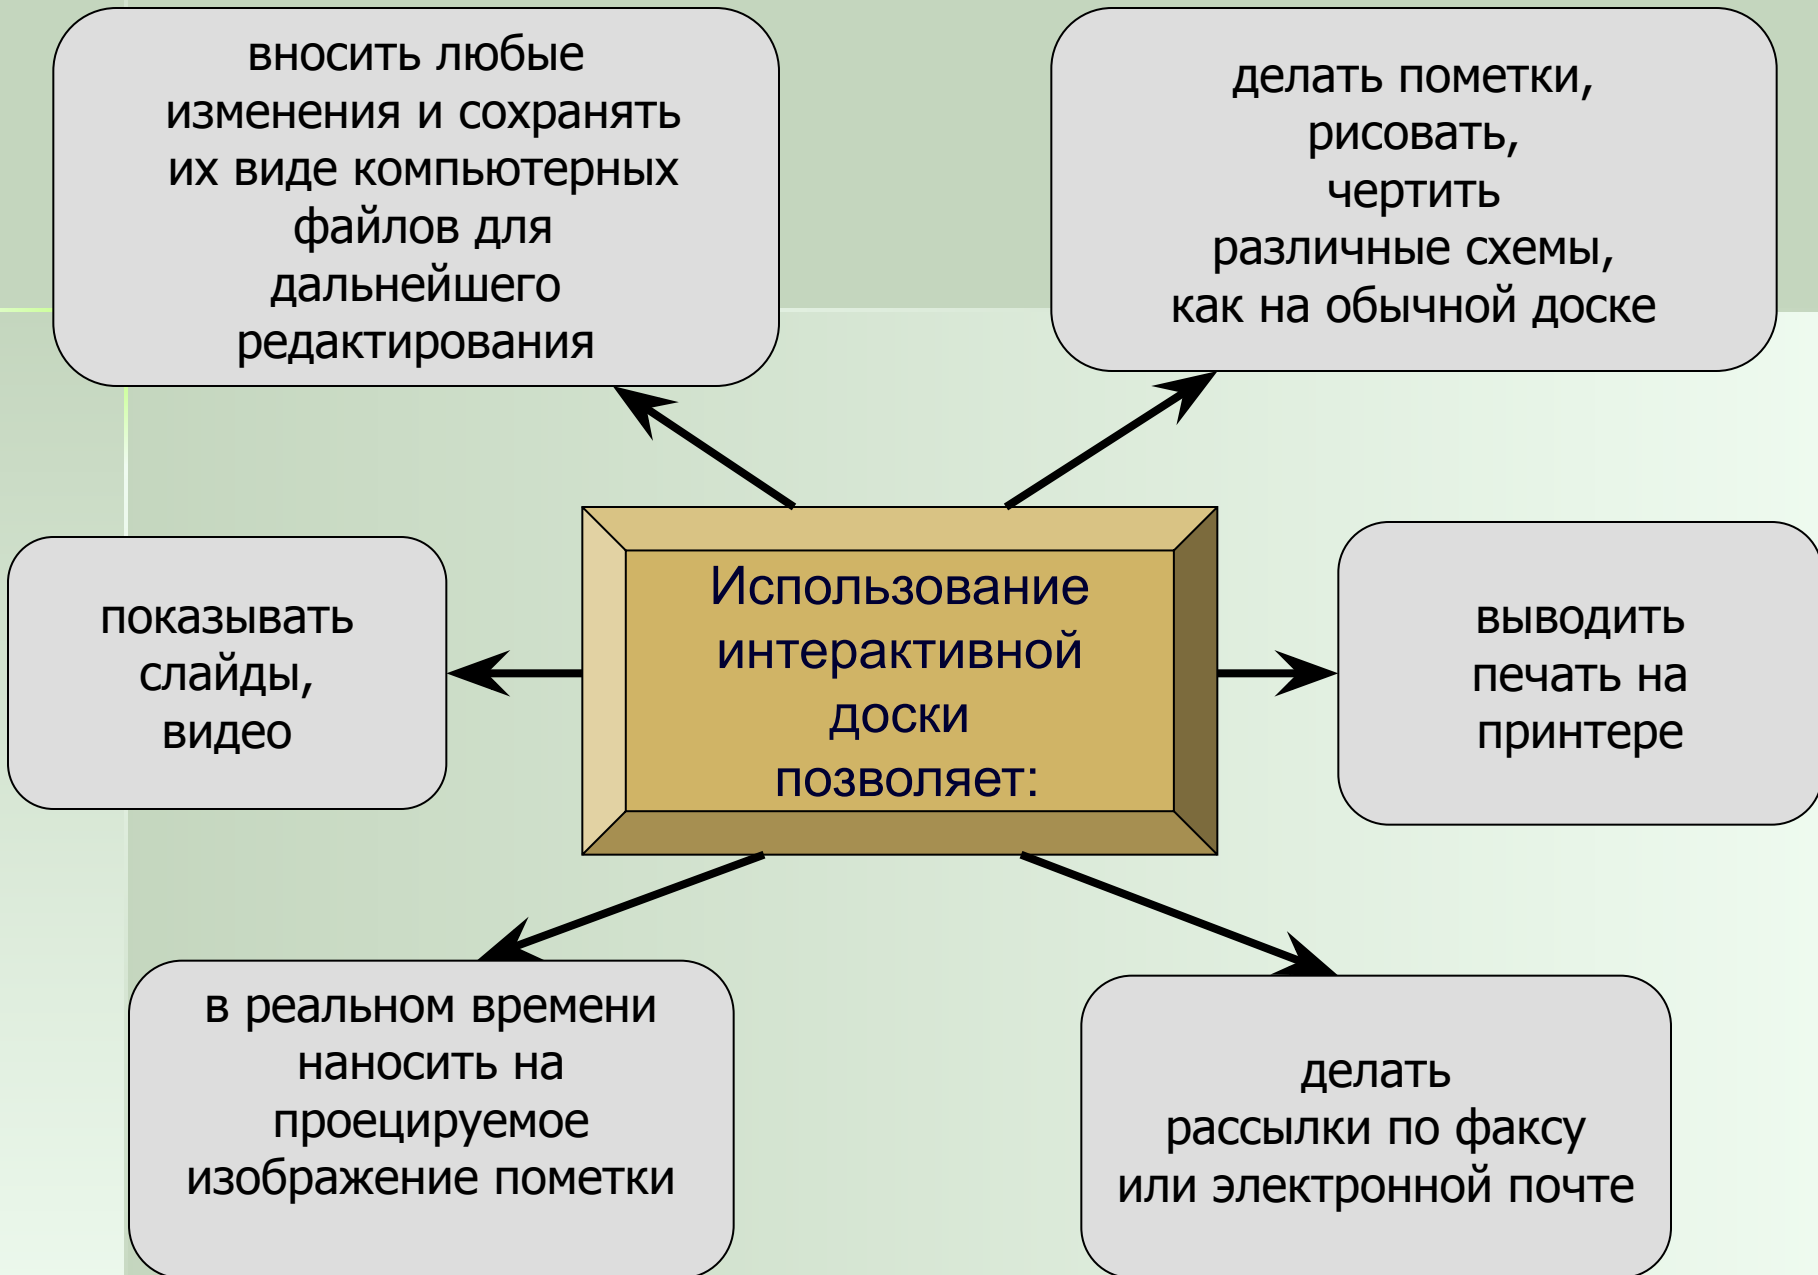 вносить любые
изменения и сохранять
их виде компьютерных
файлов для
дальнейшего
редактирования
делать пометки,
рисовать,
чертить
различные схемы,
как на обычной доске
показывать
слайды,
видео
Использование
интерактивной
доски
позволяет:
выводить
печать на
принтере
в реальном времени
наносить на
проецируемое
изображение пометки
делать
рассылки по факсу
или электронной почте